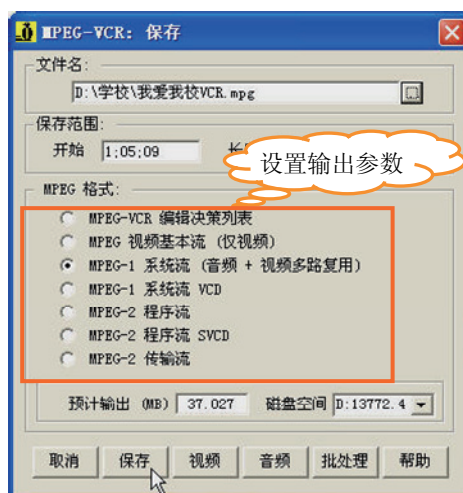 MPEG-VCR: 保存
文件名:
D:\学校\我爱我校VCR.mpg
保存范围:
开始 1;05;09
设置输出参数
MPEG 格式:
MPEG-VCR 编辑决策列表
MPEG 视频基本流 (仅视频)
MPEG-1 系统流 (音频 + 视频多路复用)
MPEG-1 系统流 VCD
MPEG-2 程序流
MPEG-2 程序流 SVCD
MPEG-2 传输流
预计输出 (MB) 37.027 磁盘空间 D:13772.4
取消 保存 视频 音频 批处理 帮助